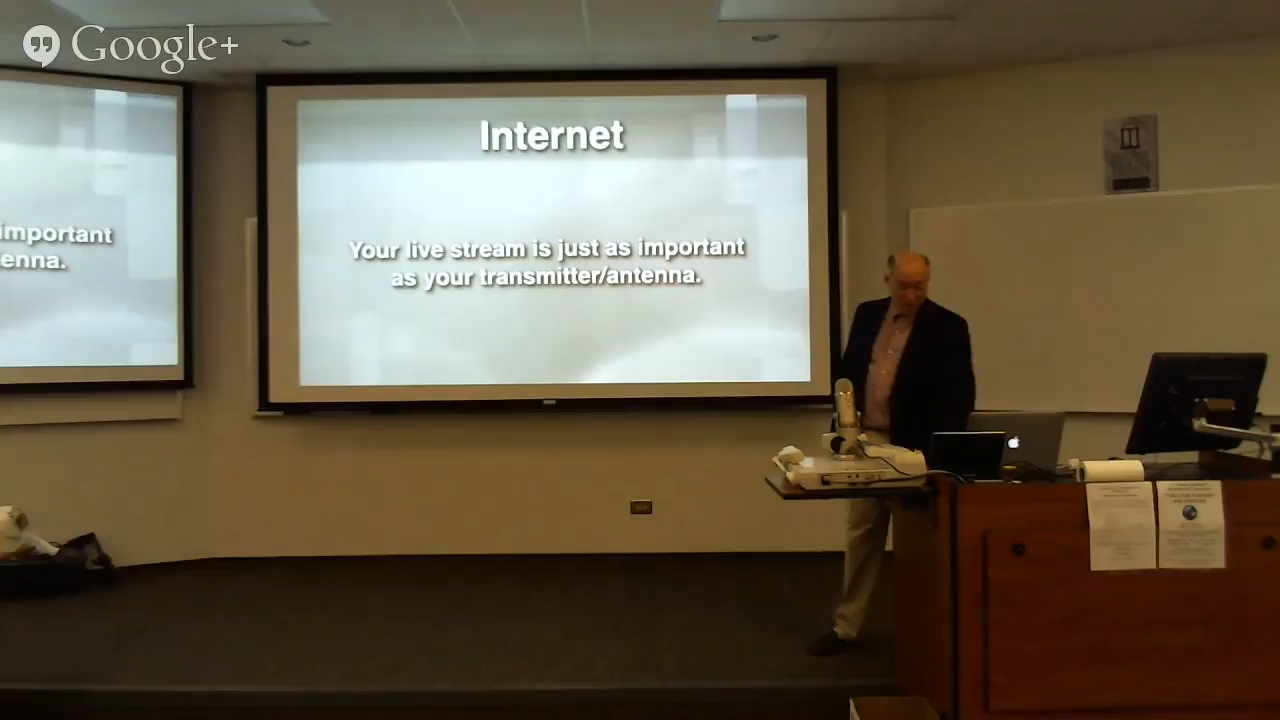 Google+
Internet
Your live stream is just as important
as your transmitter/antenna.
important
enna.